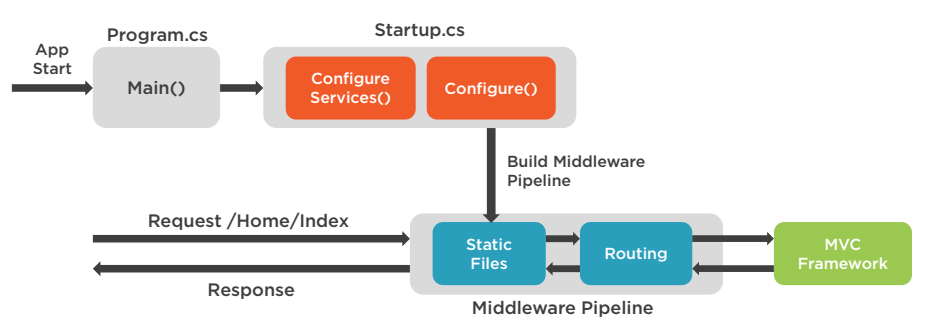 App
Start
Program.cs
Main()
Startup.cs
Configure
Services()
Configure()
Build Middleware
Pipeline
Request /Home/Index
Response
Static
Files
Routing
MVC
Framework
Middleware Pipeline